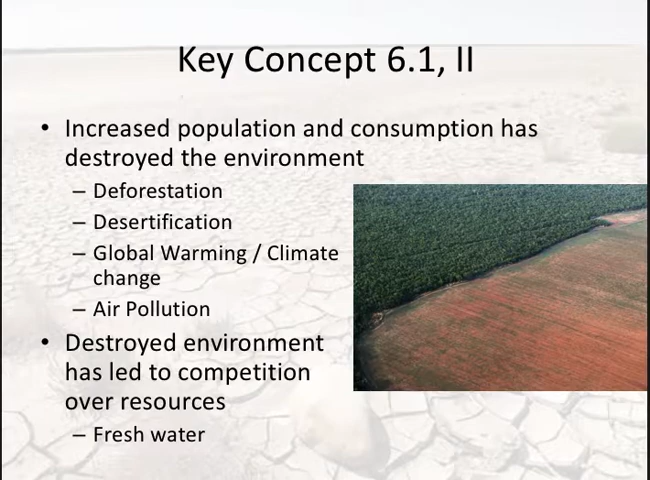 Key Concept 6.1, II
• Increased population and consumption has
destroyed the environment
– Deforestation
– Desertification
– Global Warming / Climate
change
– Air Pollution
• Destroyed environment
has led to competition
over resources
– Fresh water